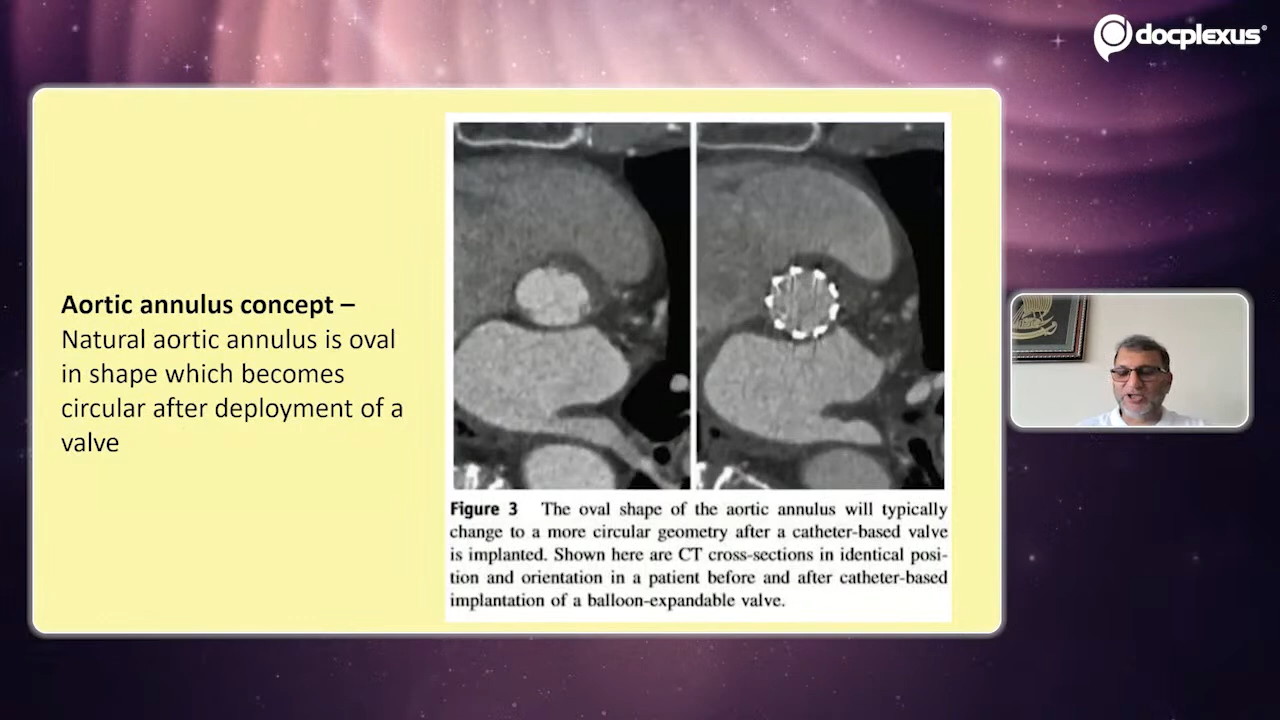 docplexus
Aortic annulus concept –
Natural aortic annulus is oval
in shape which becomes
circular after deployment of a
valve
Figure 3 The oval shape of the aortic annulus will typically
change to a more circular geometry after a catheter-based valve
is implanted. Shown here are CT cross-sections in identical posi-
tion and orientation in a patient before and after catheter-based
implantation of a balloon-expandable valve.